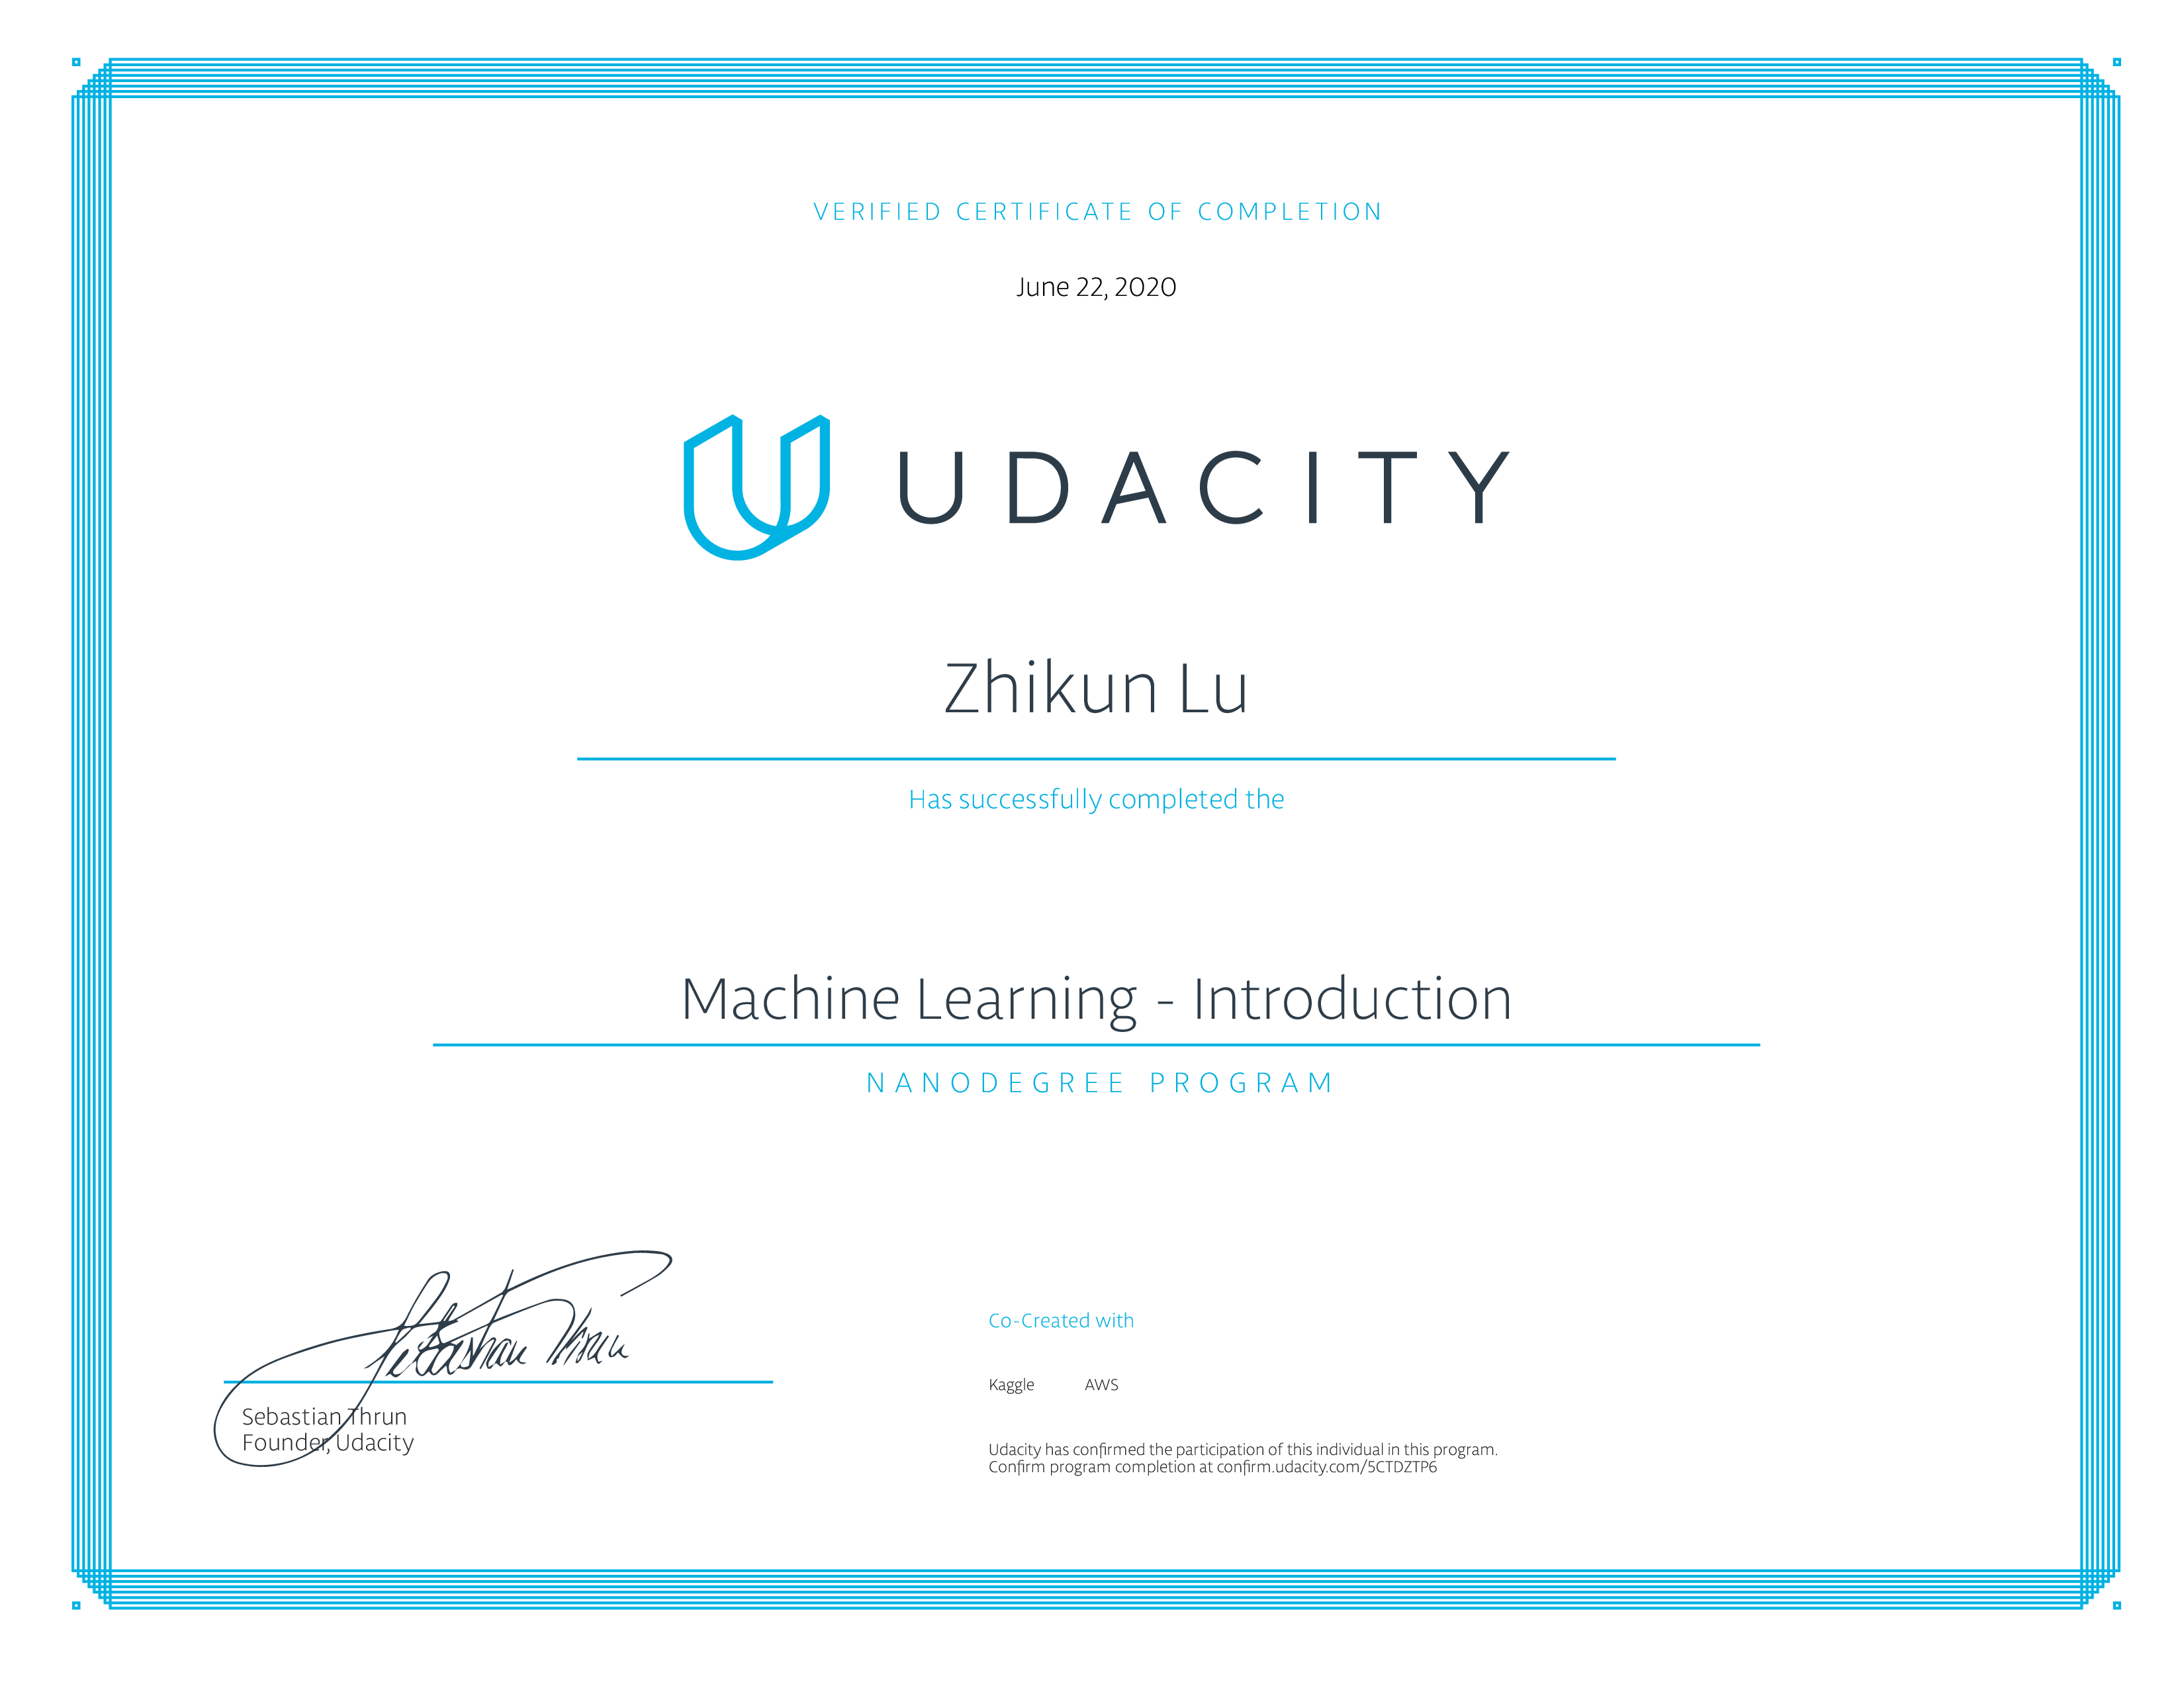 VERIFIED CERTIFICATE OF COMPLETION
June 22, 2020
UDACITY
Zhikun Lu
Has successfully completed the
Machine Learning - Introduction
NANODEGREE PROGRAM
Sebastian Thrun
Sebastian Thrun
Founder, Udacity
Co-Created with
Kaggle AWS
Udacity has confirmed the participation of this individual in this program.
Confirm program completion at confirm.udacity.com/5CTDZTP6